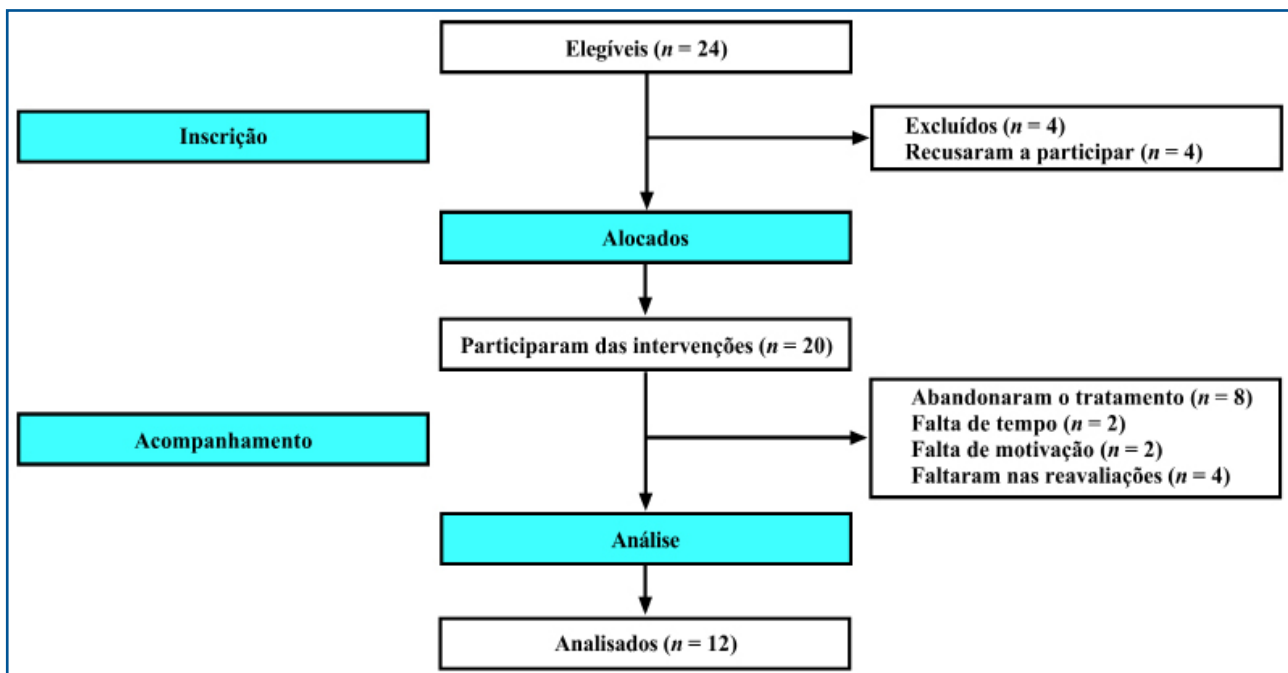 Elegíveis (n = 24)
Inscrição
Excluídos (n = 4)
Recusaram a participar (n = 4)
Alocados
Participaram das intervenções (n = 20)
Acompanhamento
Abandonaram o tratamento (n = 8)
Falta de tempo (n = 2)
Falta de motivação (n = 2)
Faltaram nas reavaliações (n = 4)
Análise
Analisados (n = 12)